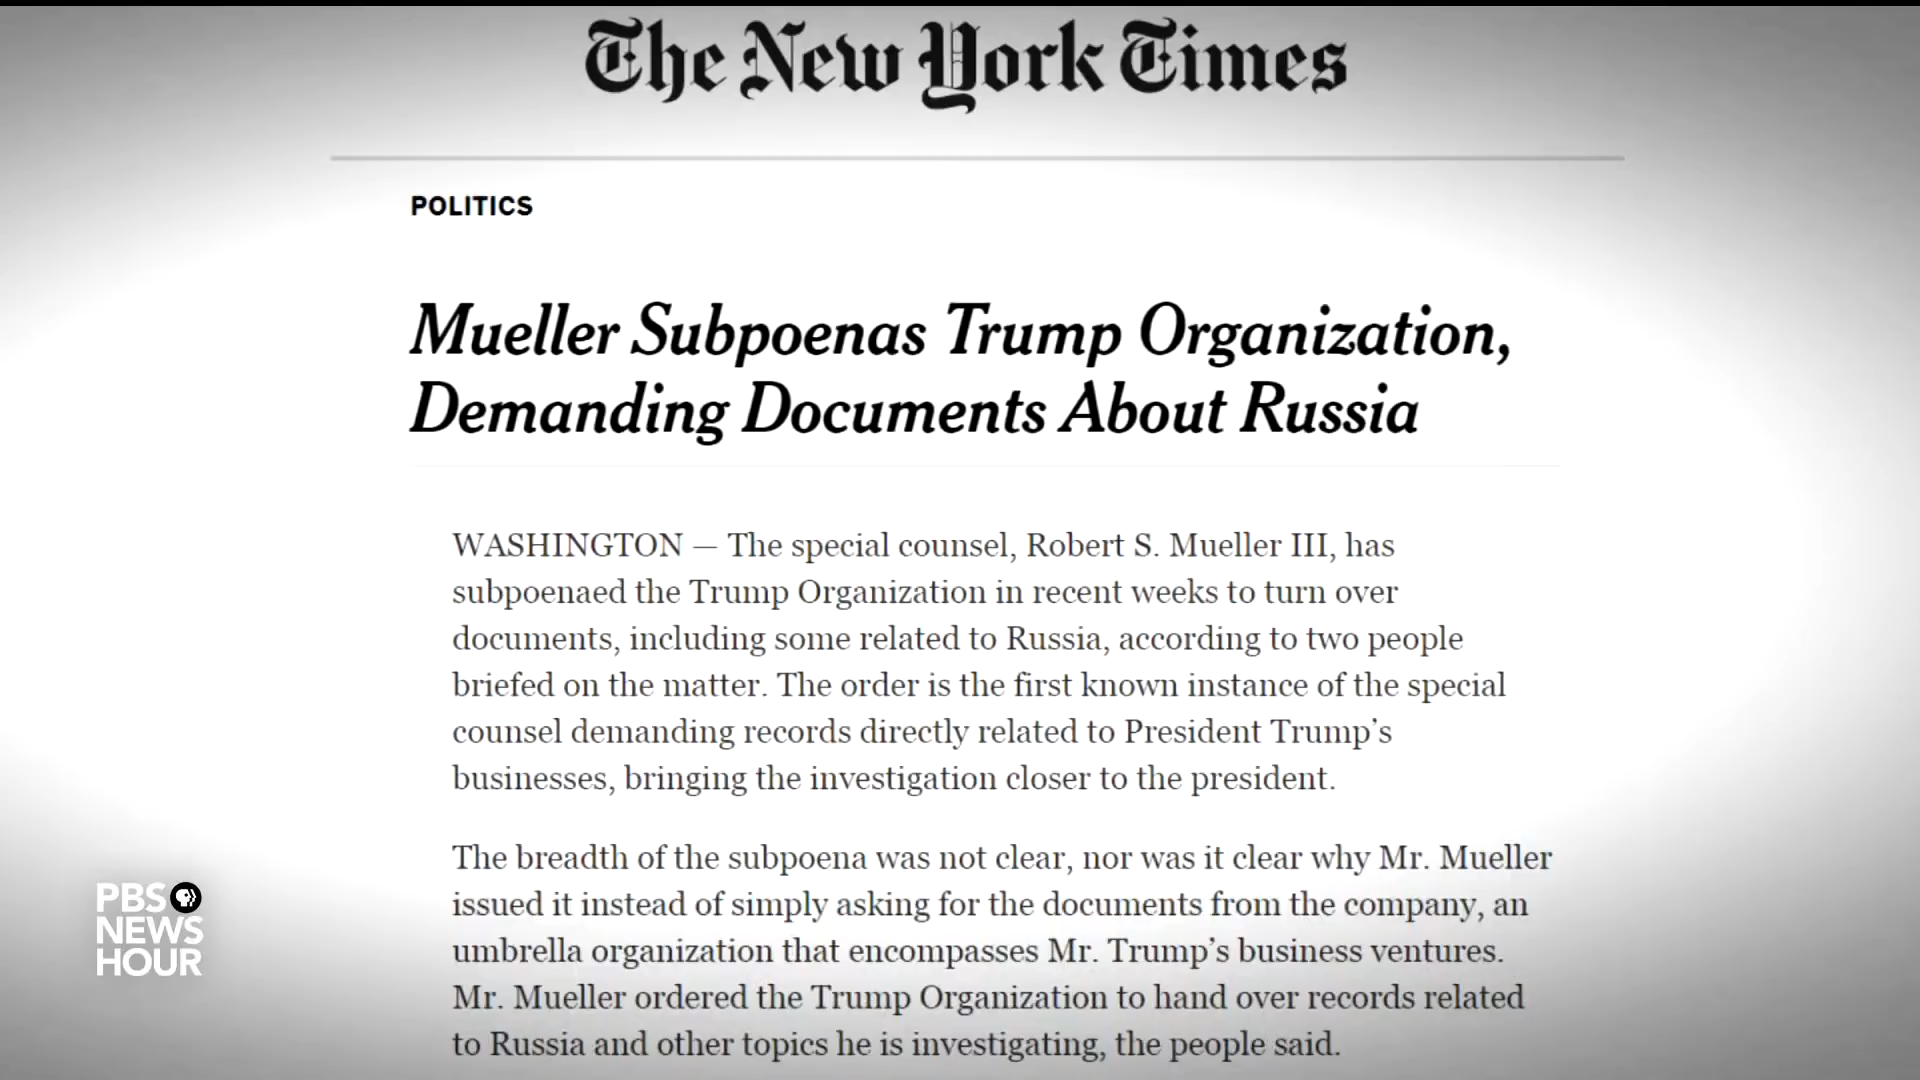 The New York Times
POLITICS
Mueller Subpoenas Trump Organization,
Demanding Documents About Russia
WASHINGTON — The special counsel, Robert S. Mueller III, has
subpoenaed the Trump Organization in recent weeks to turn over
documents, including some related to Russia, according to two people
briefed on the matter. The order is the first known instance of the special
counsel demanding records directly related to President Trump’s
businesses, bringing the investigation closer to the president.
The breadth of the subpoena was not clear, nor was it clear why Mr. Mueller
issued it instead of simply asking for the documents from the company, an
umbrella organization that encompasses Mr. Trump’s business ventures.
Mr. Mueller ordered the Trump Organization to hand over records related
to Russia and other topics he is investigating, the people said.
PBS
NEWS
HOUR